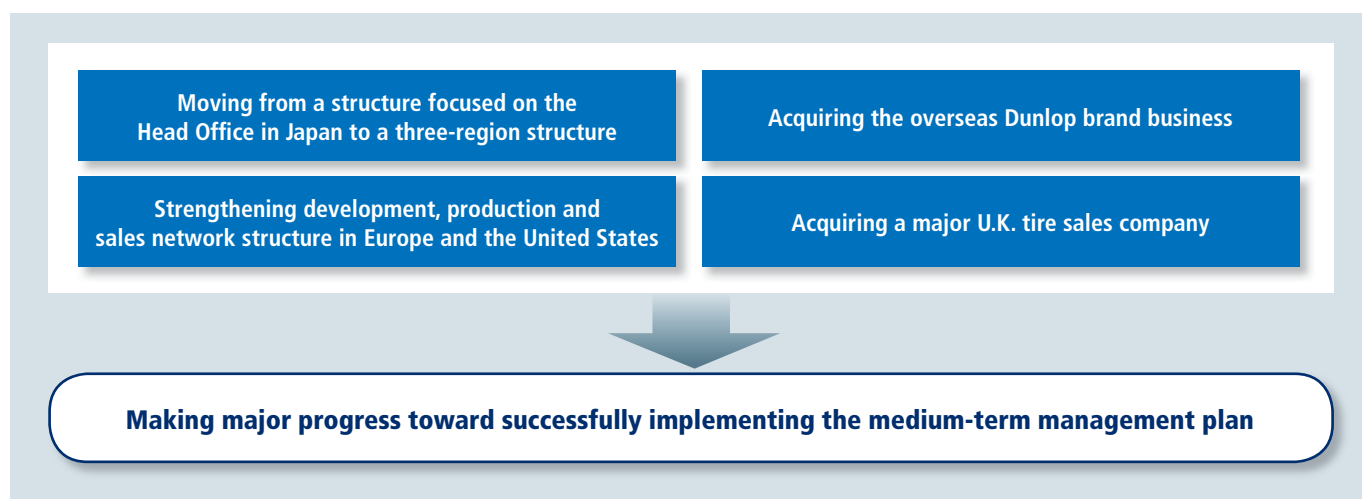 Moving from a structure focused on the
Head Office in Japan to a three-region structure
Acquiring the overseas Dunlop brand business
Strengthening development, production and
sales network structure in Europe and the United States
Acquiring a major U.K. tire sales company
Making major progress toward successfully implementing the medium-term management plan